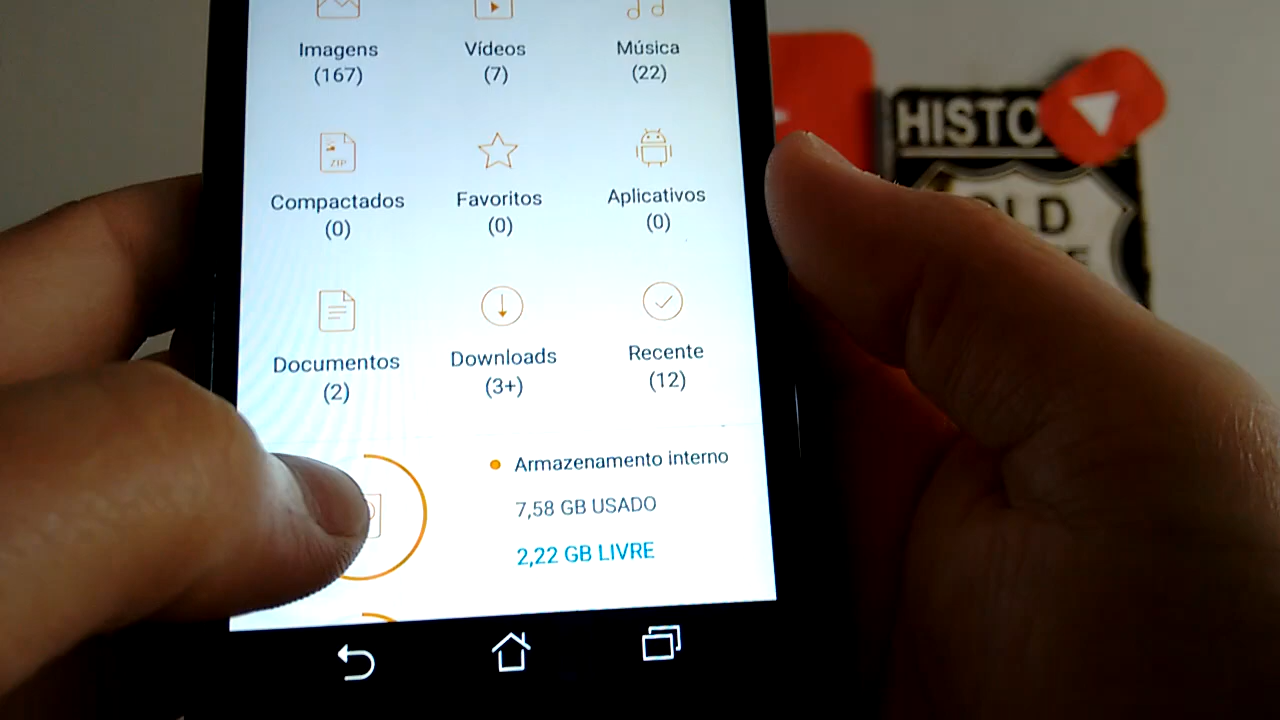 Imagens
(167)
Vídeos
(7)
Música
(22)
ZIP
Compactados
(0)
Favoritos
(0)
Aplicativos
(0)
Documentos
(2)
Downloads
(3+)
Recente
(12)
Armazenamento interno
7,58 GB USADO
2,22 GB LIVRE
HISTO